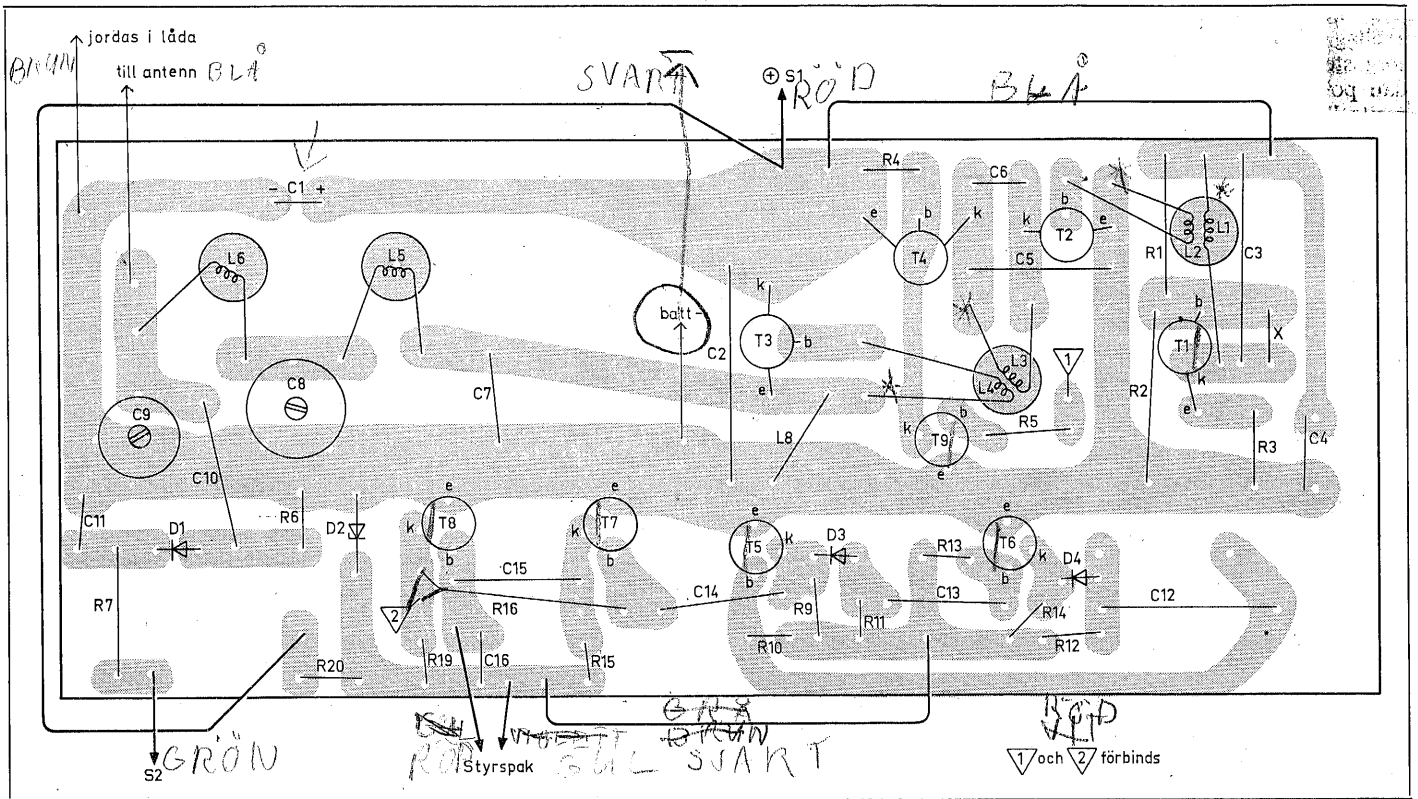 jordas i låda
BRUN
till antenn BLÅ
SVART
⊕ S1
RÖD
BLÅ
- C1 +
R4
C6
e b k
b
k T2 e
T4
L1
L2
R1
C3
L6
L5
C5
k
batt-
T3
b
C2
b
T1
X
k
L3
1
L4
C8
C7
e
R2
e
C9
b
R5
k T9
R3
C4
L8
e
C10
e
e
e
e
C11
D1
R6
D2
k T8
k T7
T5 k
D3
R13
T6 k
D4
b
b
b
b
C15
R7
2
R16
C14
R9
R11
C13
R14
C12
R20
R19
C16
R15
R10
R12
GRÅ
BRUN
RÖD
S2 GRÖN
RÖD
Styrspak
GUL
SVART
1 och 2 förbinds